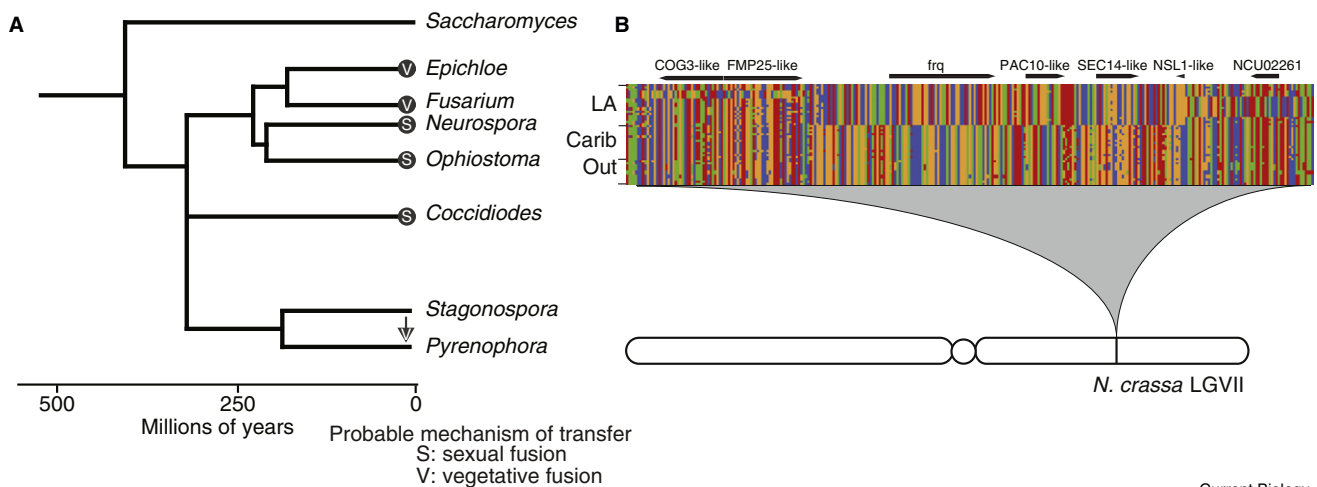 A
Saccharomyces
V Epichloe
V Fusarium
S Neurospora
S Ophiostoma
S Coccidiodes
Stagonospora
Pyrenophora
500 250 0
Millions of years
Probable mechanism of transfer
S: sexual fusion
V: vegetative fusion
B
COG3-like FMP25-like frq PAC10-like SEC14-like NSL1-like NCU02261
LA
Carib
Out
N. crassa LGVII
Current Biology